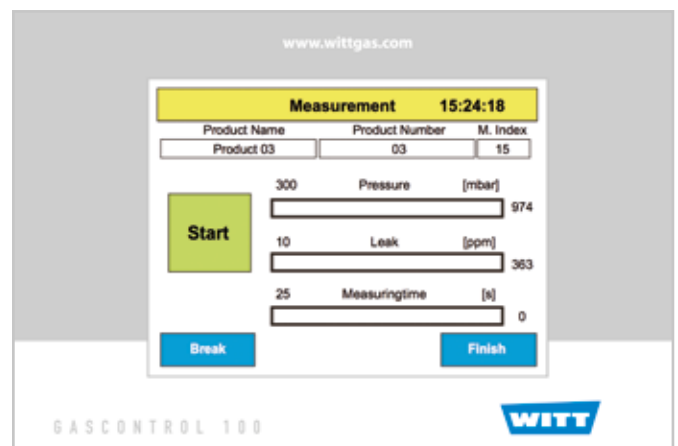 www.wittgas.com
Measurement 15:24:18
Product Name Product Number M. Index
Product 03 03 15
300 Pressure [mbar]
974
Start
10 Leak [ppm]
363
25 Measuringtime [s]
0
Break Finish
GASCONTROL 100 WITT